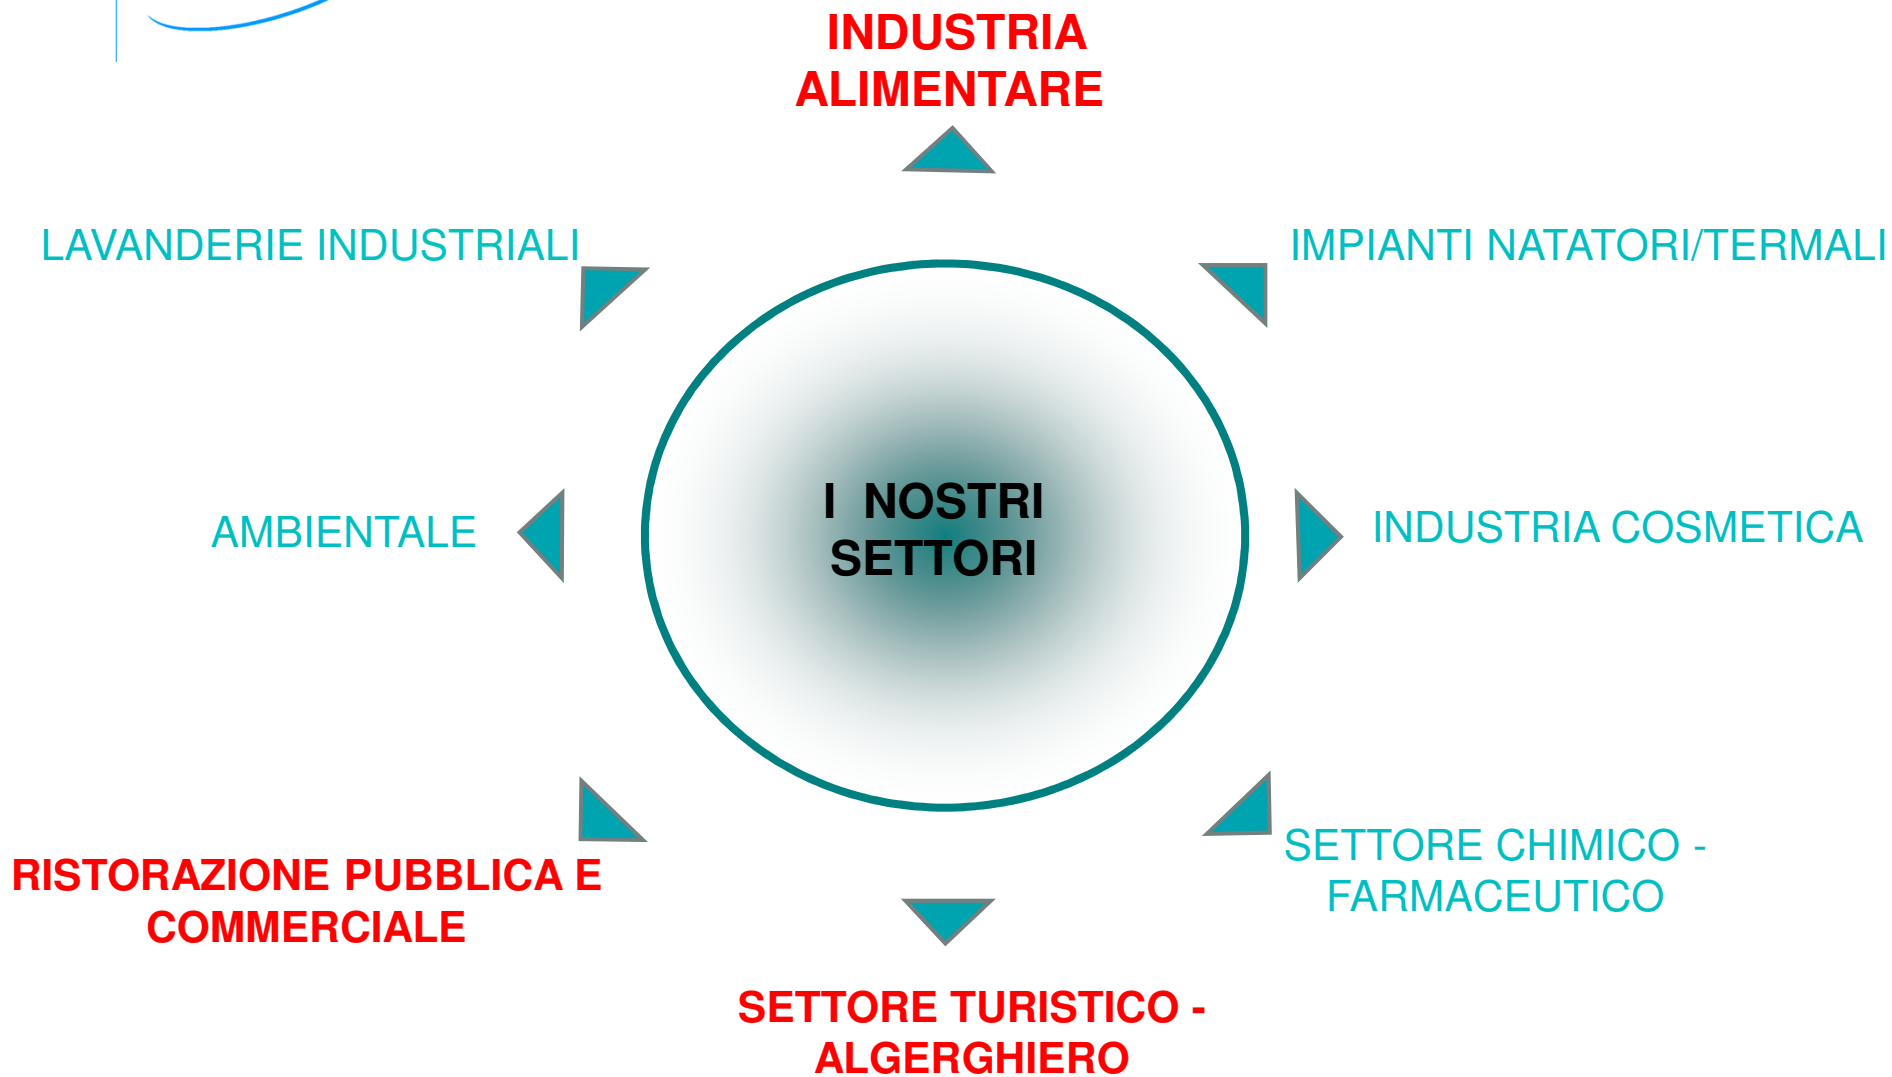 INDUSTRIA
ALIMENTARE
LAVANDERIE INDUSTRIALI
IMPIANTI NATATORI/TERMALI
I NOSTRI
SETTORI
AMBIENTALE
INDUSTRIA COSMETICA
RISTORAZIONE PUBBLICA E
COMMERCIALE
SETTORE CHIMICO -
FARMACEUTICO
SETTORE TURISTICO -
ALGERGHIERO